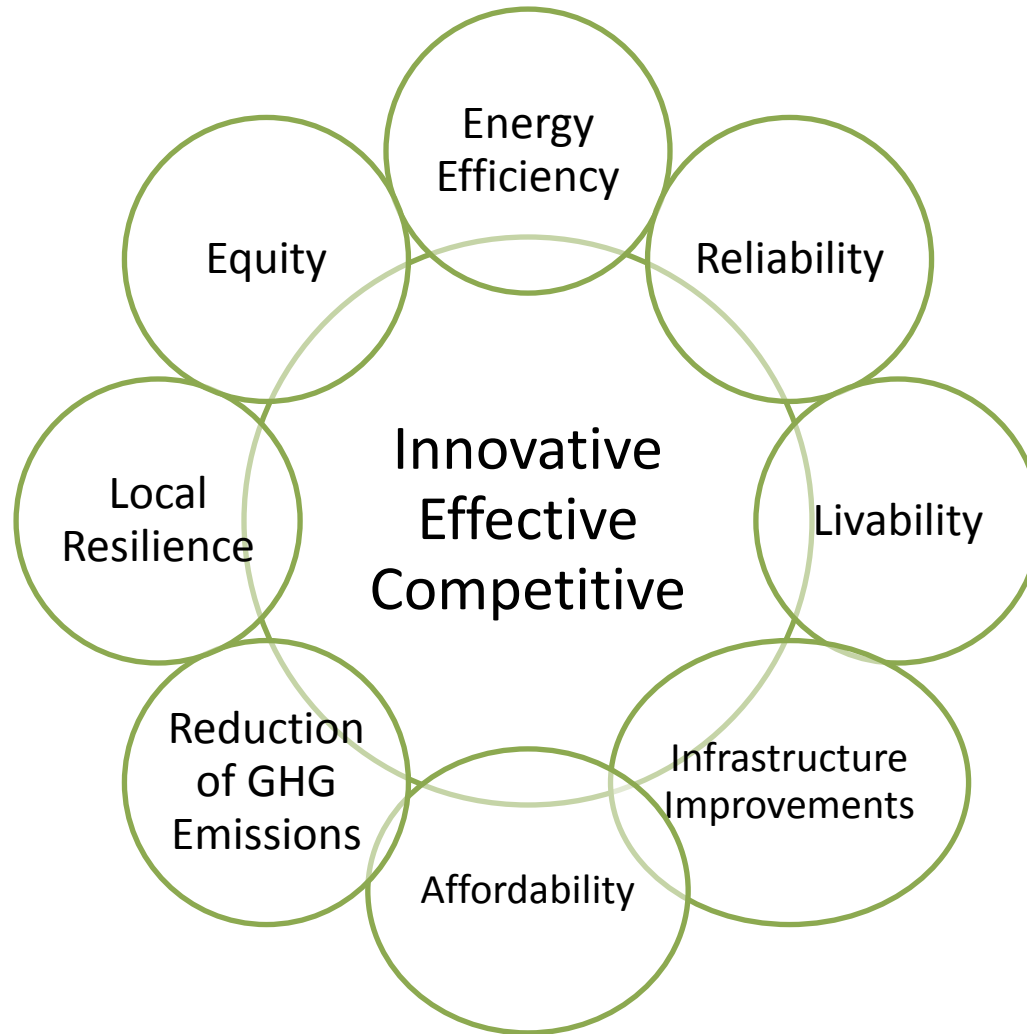 Energy
Efficiency
Reliability
Livability
Infrastructure
Improvements
Affordability
Reduction
of GHG
Emissions
Local
Resilience
Equity
Innovative
Effective
Competitive